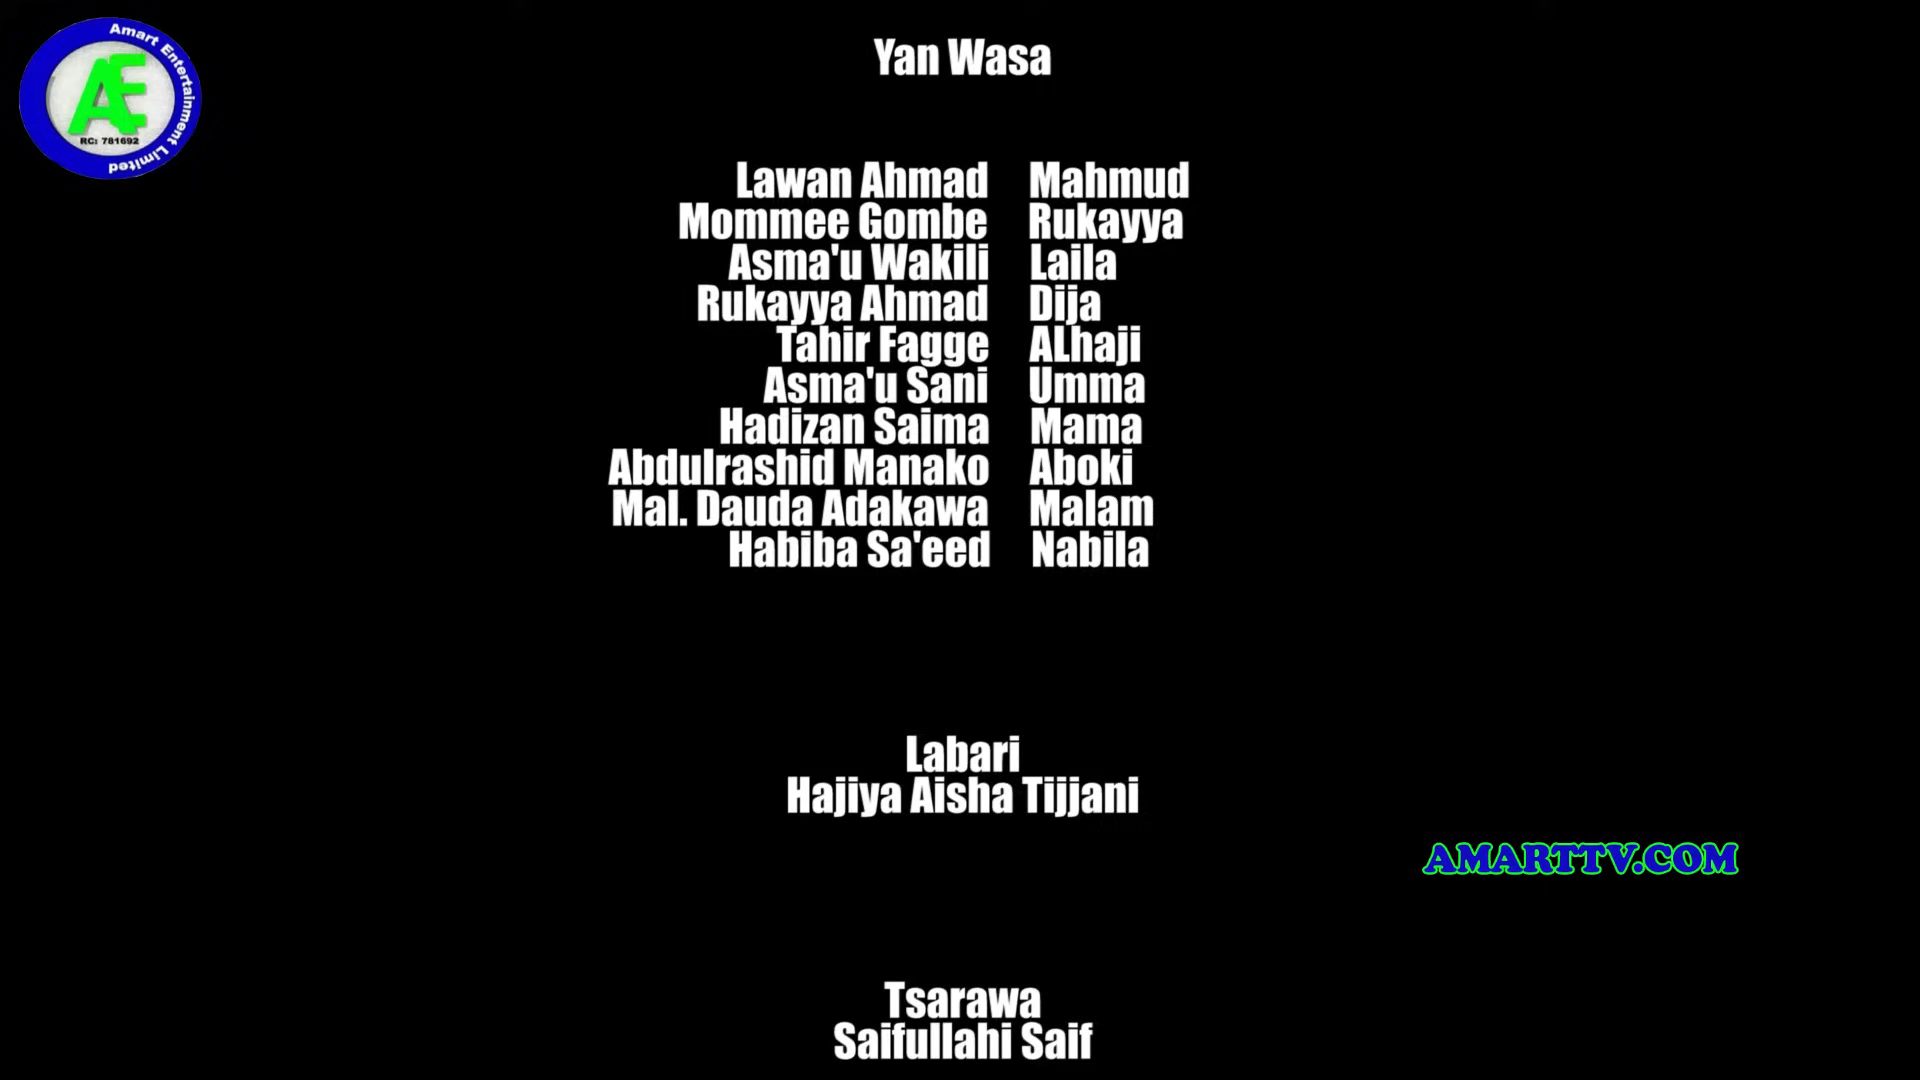 Amart Entertainment Limited
AE
RC: 781692
Yan Wasa
Lawan Ahmad Mahmud
Mommee Gombe Rukayya
Asma'u Wakili Laila
Rukayya Ahmad Dija
Tahir Fagge ALhaji
Asma'u Sani Umma
Hadizan Saima Mama
Abdulrashid Manako Aboki
Mal. Dauda Adakawa Malam
Habiba Sa'eed Nabila
Labari
Hajiya Aisha Tijjani
AMARTTV.COM
Tsarawa
Saifullahi Saif